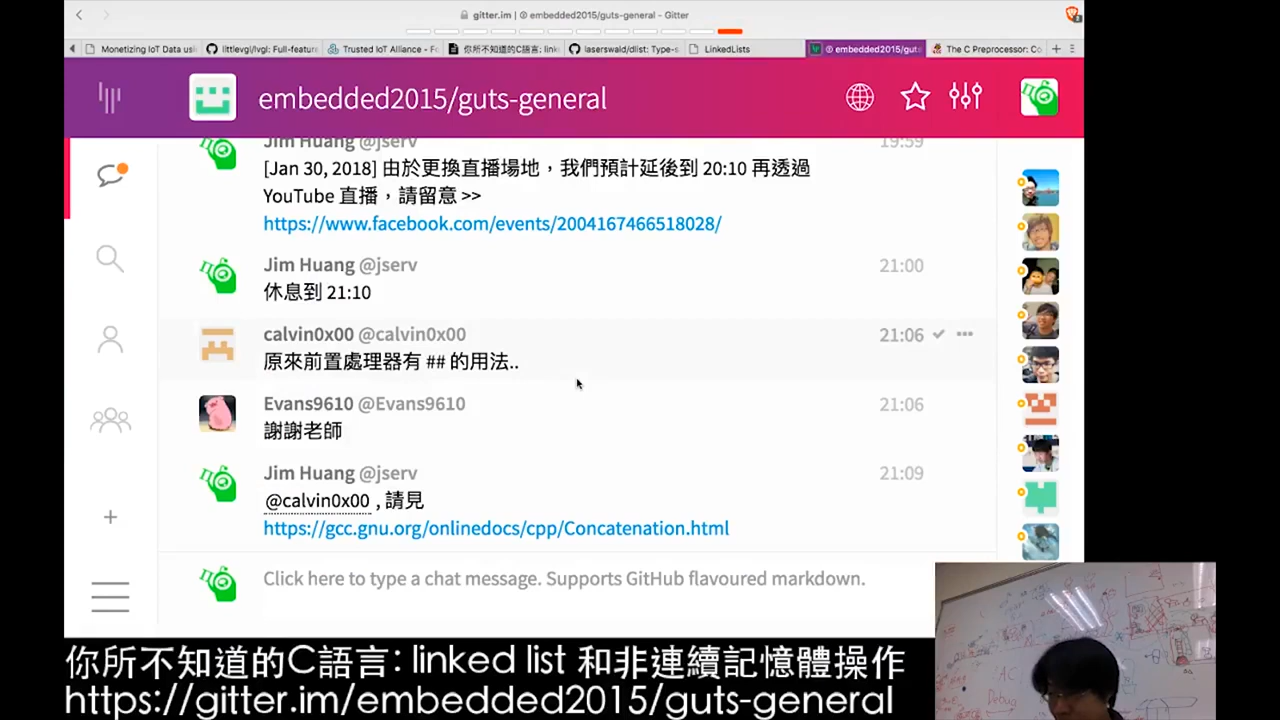 gitter.im | ④ embedded2015/guts-general - Gitter
Monetizing IoT Data usi
littlevgl/lvgl: Full-feature
Trusted IoT Alliance - Fo
你所不知道的C語言: link
laserswald/dlist: Type-s
LinkedLists
embedded2015/guts
The C Preprocessor: Co
embedded2015/guts-general
Jim Huang @jserv 19:59
[Jan 30, 2018] 由於更換直播場地，我們預計延後到 20:10 再透過
YouTube 直播，請留意 >>
https://www.facebook.com/events/2004167466518028/
Jim Huang @jserv 21:00
休息到 21:10
calvin0x00 @calvin0x00 21:06
原來前置處理器有 ## 的用法..
Evans9610 @Evans9610 21:06
謝謝老師
Jim Huang @jserv 21:09
@calvin0x00 , 請見
https://gcc.gnu.org/onlinedocs/cpp/Concatenation.html
Click here to type a chat message. Supports GitHub flavoured markdown.
Debug
你所不知道的C語言: linked list 和非連續記憶體操作
https://gitter.im/embedded2015/guts-general